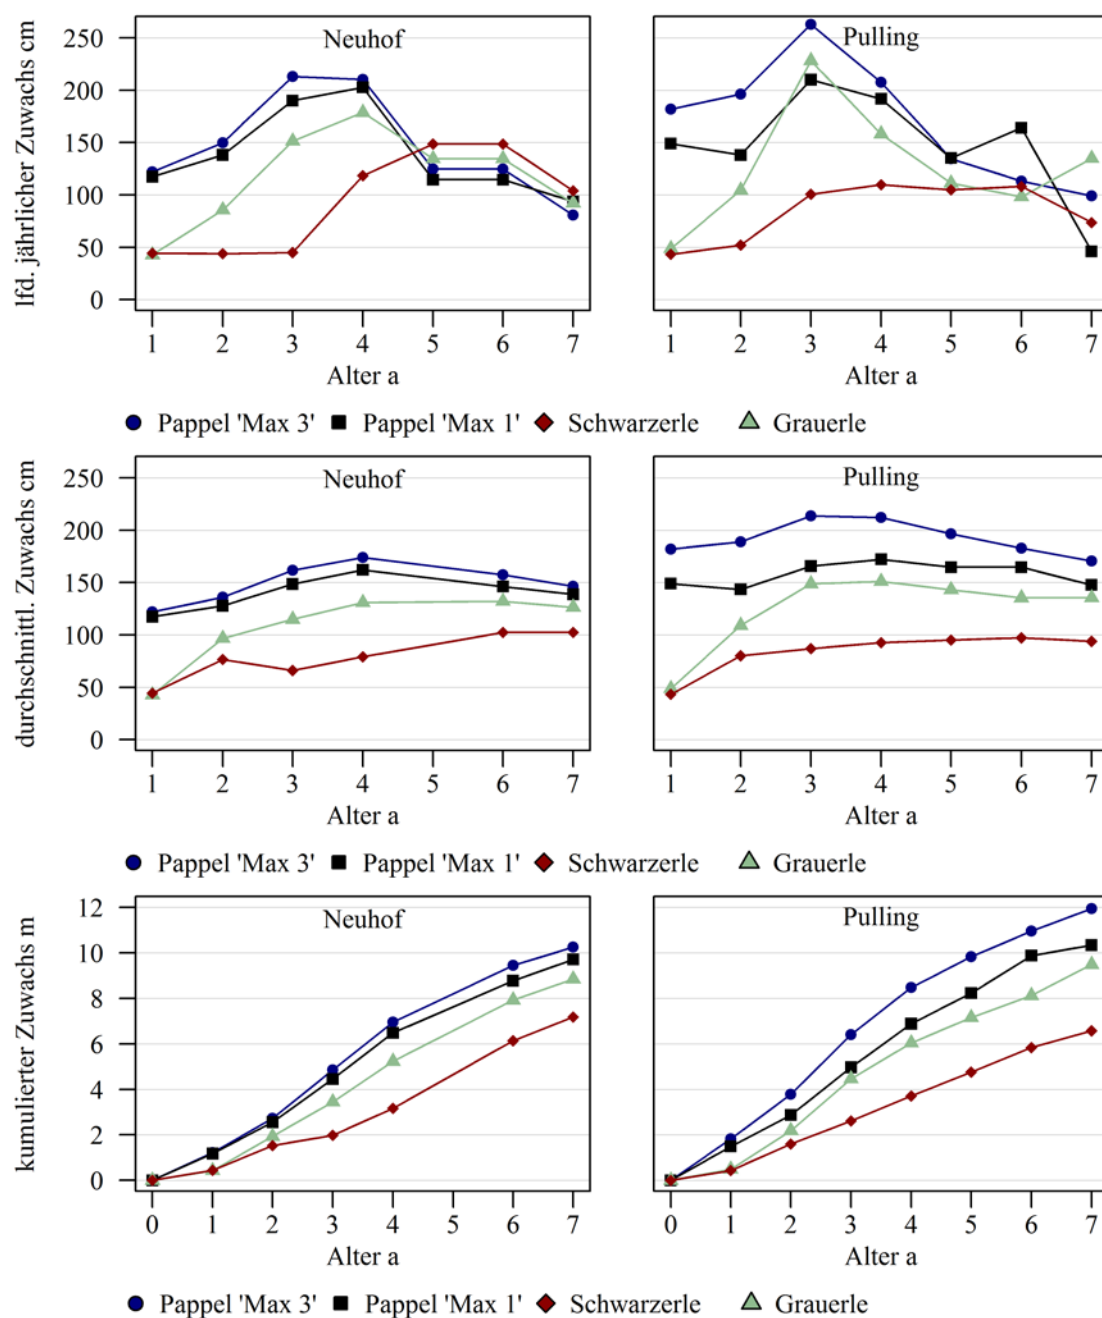 Neuhof
Pulling
lfd. jährlicher Zuwachs cm
250
200
150
100
50
0
1 2 3 4 5 6 7
1 2 3 4 5 6 7
Alter a
Alter a
Pappel 'Max 3' Pappel 'Max 1' Schwarzerle Grauerle
Neuhof
Pulling
durchschnittl. Zuwachs cm
250
200
150
100
50
0
1 2 3 4 5 6 7
1 2 3 4 5 6 7
Alter a
Alter a
Pappel 'Max 3' Pappel 'Max 1' Schwarzerle Grauerle
Neuhof
Pulling
kumulierter Zuwachs m
12
10
8
6
4
2
0
0 1 2 3 4 5 6 7
0 1 2 3 4 5 6 7
Alter a
Alter a
Pappel 'Max 3' Pappel 'Max 1' Schwarzerle Grauerle